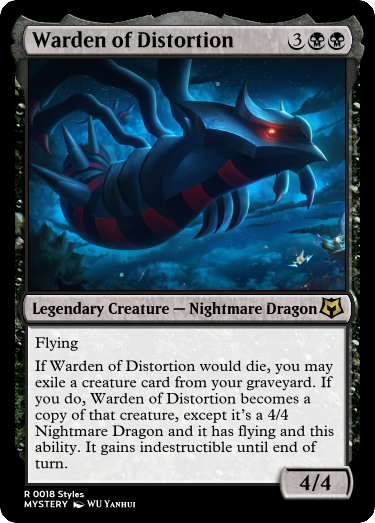 Warden of Distortion 3
Legendary Creature — Nightmare Dragon
Flying
If Warden of Distortion would die, you may
exile a creature card from your graveyard. If
you do, Warden of Distortion becomes a
copy of that creature, except it's a 4/4
Nightmare Dragon and it has flying and this
ability. It gains indestructible until end of
turn.
4/4
R 0018 Styles
MYSTERY WU YANHUI